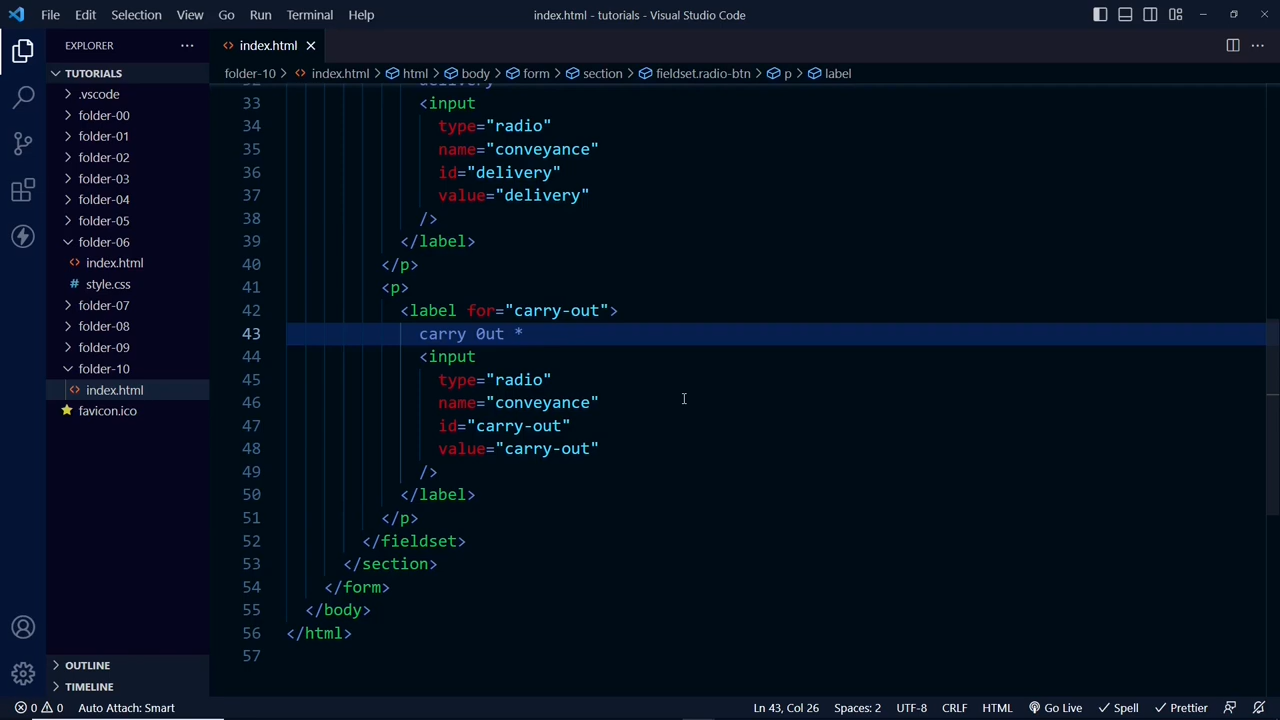 File Edit Selection View Go Run Terminal Help
index.html - tutorials - Visual Studio Code
EXPLORER
TUTORIALS
.vscode
folder-00
folder-01
folder-02
folder-03
folder-04
folder-05
folder-06
index.html
# style.css
folder-07
folder-08
folder-09
folder-10
index.html
favicon.ico
OUTLINE
TIMELINE
index.html
folder-10 > index.html > html > body > form > section > fieldset.radio-btn > p > label
32 delivery
33 <input
34 type="radio"
35 name="conveyance"
36 id="delivery"
37 value="delivery"
38 />
39 </label>
40 </p>
41 <p>
42 <label for="carry-out">
43 carry 0ut *
44 <input
45 type="radio"
46 name="conveyance"
47 id="carry-out"
48 value="carry-out"
49 />
50 </label>
51 </p>
52 </fieldset>
53 </section>
54 </form>
55 </body>
56 </html>
57
0 0 Auto Attach: Smart
Ln 43, Col 26 Spaces: 2 UTF-8 CRLF HTML Go Live Spell Prettier